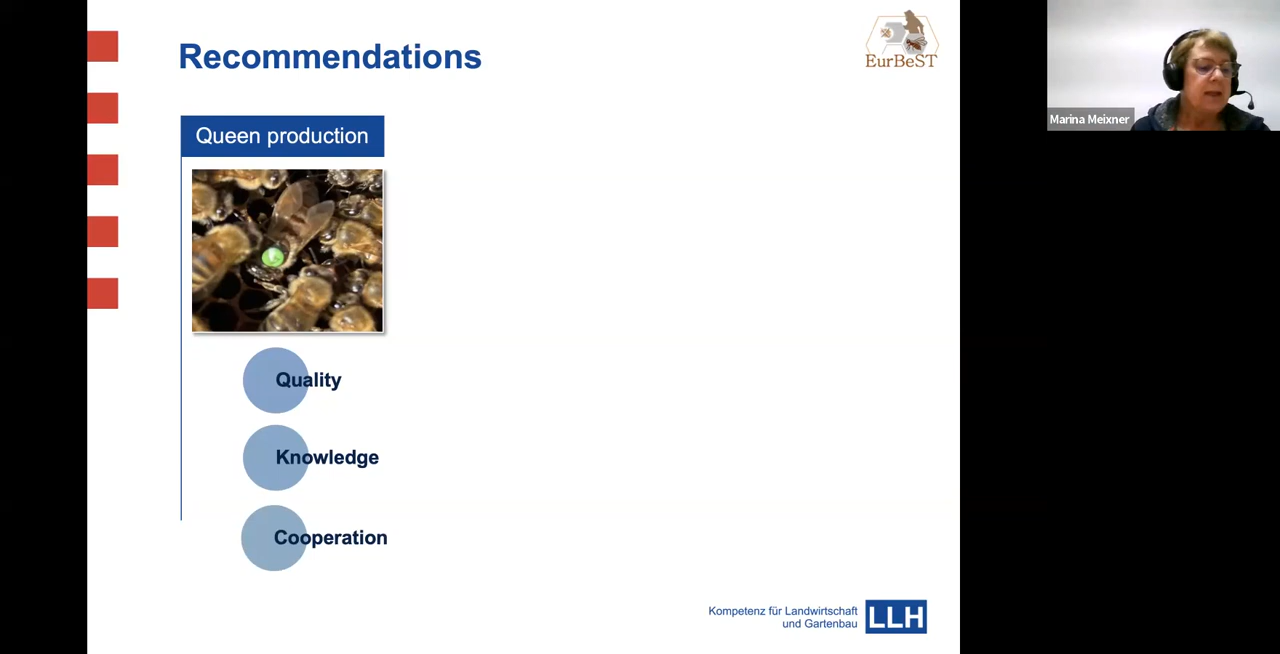 Recommendations
EurBeST
Marina Meixner
Queen production
Quality
Knowledge
Cooperation
Kompetenz für Landwirtschaft
und Gartenbau
LLH